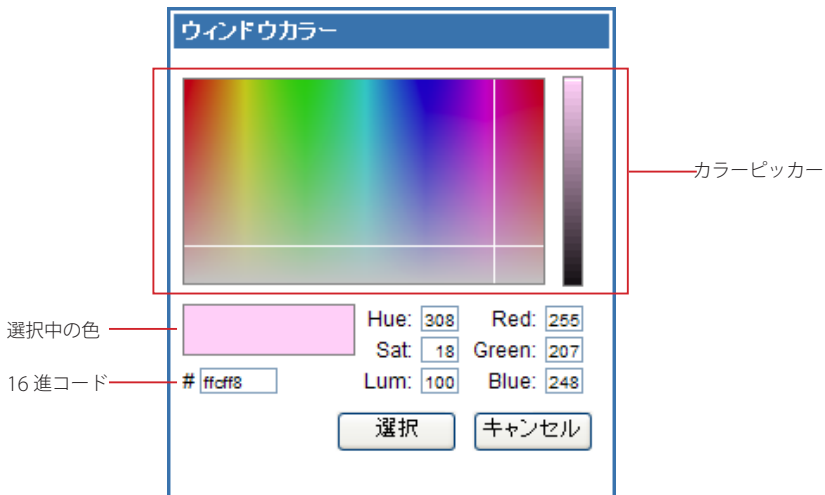 ウィンドウカラー
カラーピッカー
選択中の色
Hue: 308 Red: 255
Sat: 18 Green: 207
16 進コード
# ffcff8
Lum: 100 Blue: 248
選択 キャンセル